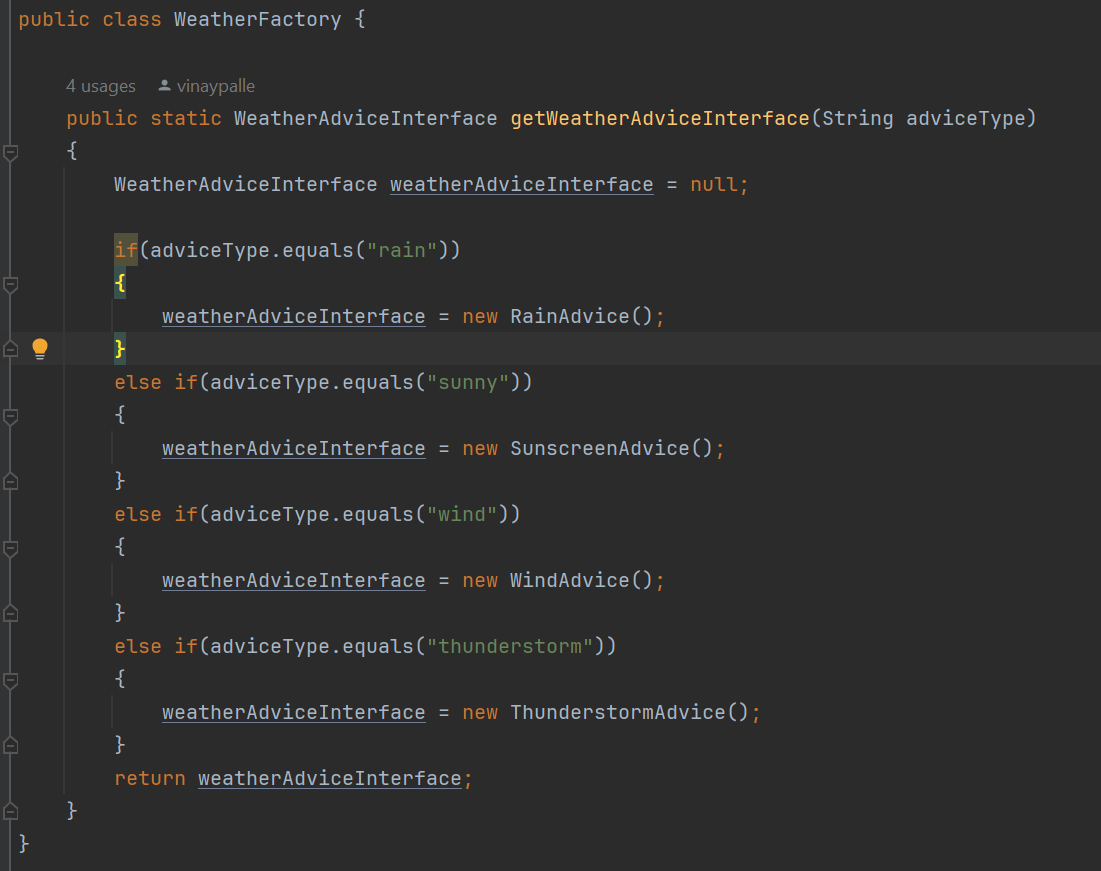 public class WeatherFactory {
4 usages vinaypalle
public static WeatherAdviceInterface getWeatherAdviceInterface(String adviceType)
{
WeatherAdviceInterface weatherAdviceInterface = null;
if(adviceType.equals("rain"))
{
weatherAdviceInterface = new RainAdvice();
}
else if(adviceType.equals("sunny"))
{
weatherAdviceInterface = new SunscreenAdvice();
}
else if(adviceType.equals("wind"))
{
weatherAdviceInterface = new WindAdvice();
}
else if(adviceType.equals("thunderstorm"))
{
weatherAdviceInterface = new ThunderstormAdvice();
}
return weatherAdviceInterface;
}
}